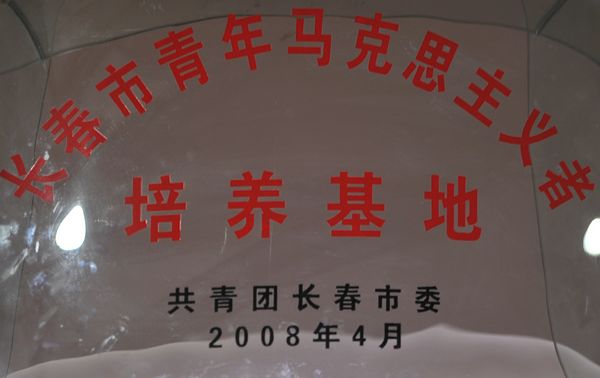 长春市青年马克思主义者
培养基地
共青团长春市委
2008年4月